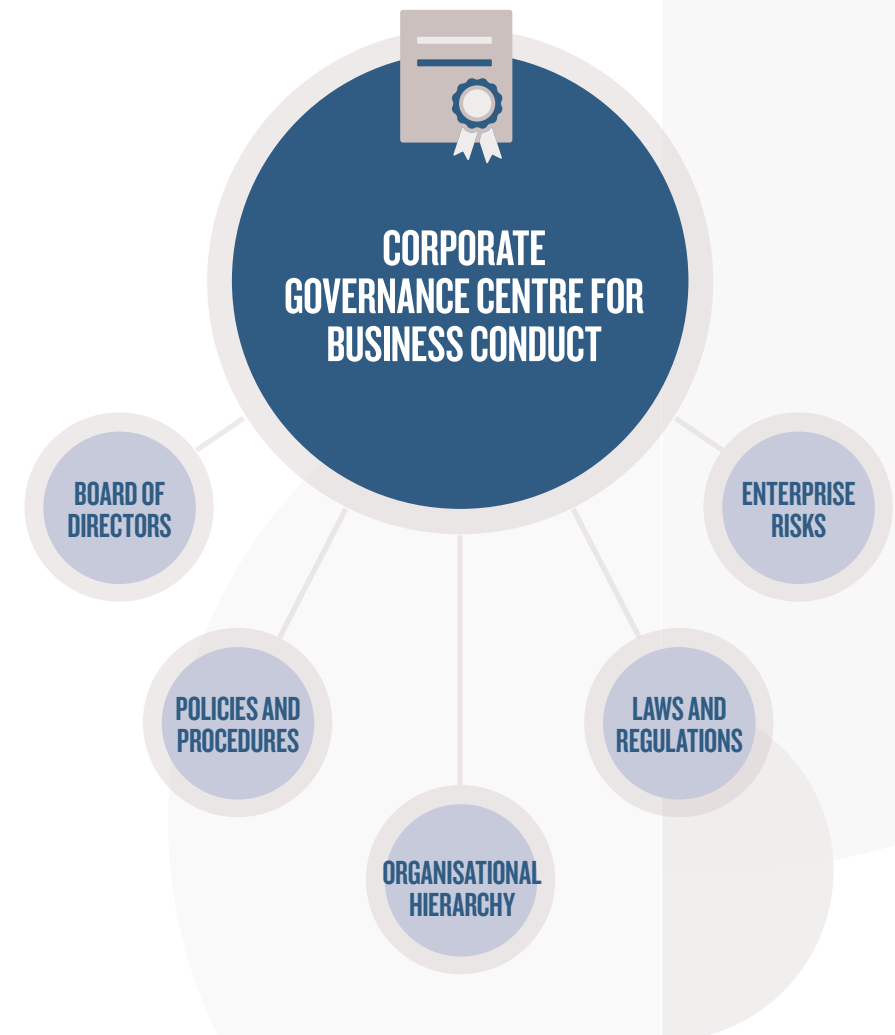 CORPORATE
GOVERNANCE CENTRE FOR
BUSINESS CONDUCT
BOARD OF
DIRECTORS
ENTERPRISE
RISKS
POLICIES AND
PROCEDURES
LAWS AND
REGULATIONS
ORGANISATIONAL
HIERARCHY